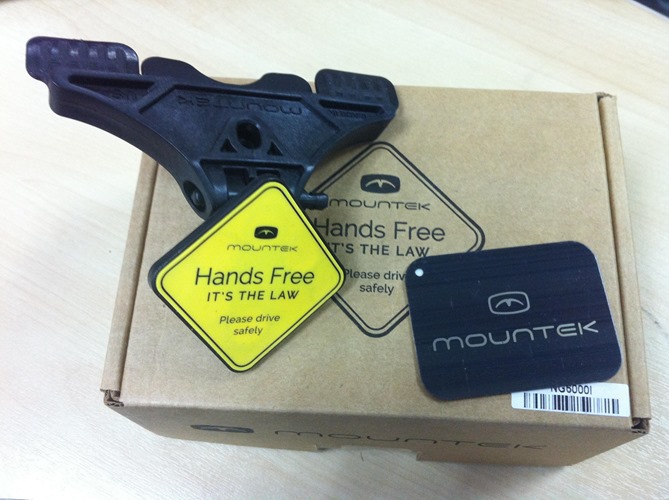 MOUNTEK
MOUNTEK
Hands Free
IT'S THE LAW
Please drive
safely
MOUNTEK
Hands Free
IT'S THE LAW
Please drive
safely
MOUNTEK
MOUNTEK